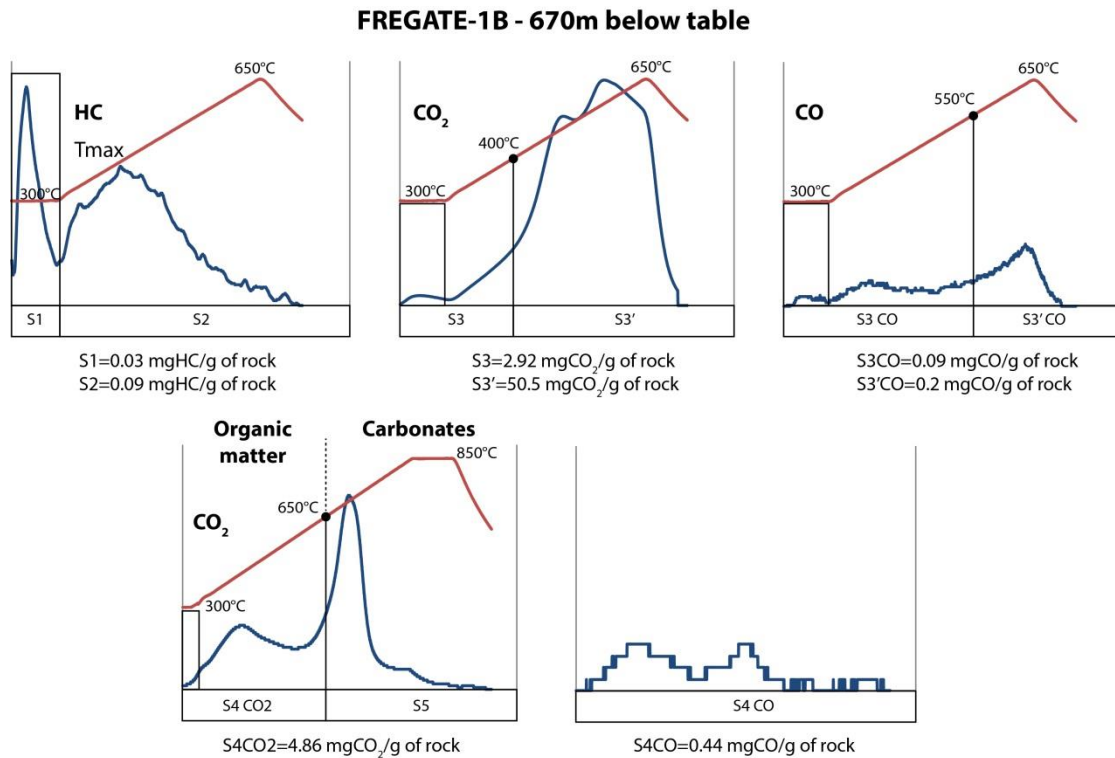 FREGATE-1B - 670m below table
650°C
HC
Tmax
300°C
S1
S2
S1=0.03 mgHC/g of rock
S2=0.09 mgHC/g of rock
650°C
CO₂
400°C
300°C
S3
S3’
S3=2.92 mgCO₂/g of rock
S3’=50.5 mgCO₂/g of rock
650°C
CO
550°C
300°C
S3 CO
S3’ CO
S3CO=0.09 mgCO/g of rock
S3’CO=0.2 mgCO/g of rock
Organic
matter
Carbonates
850°C
650°C
CO₂
300°C
S4 CO2
S5
S4CO2=4.86 mgCO₂/g of rock
S4 CO
S4CO=0.44 mgCO/g of rock